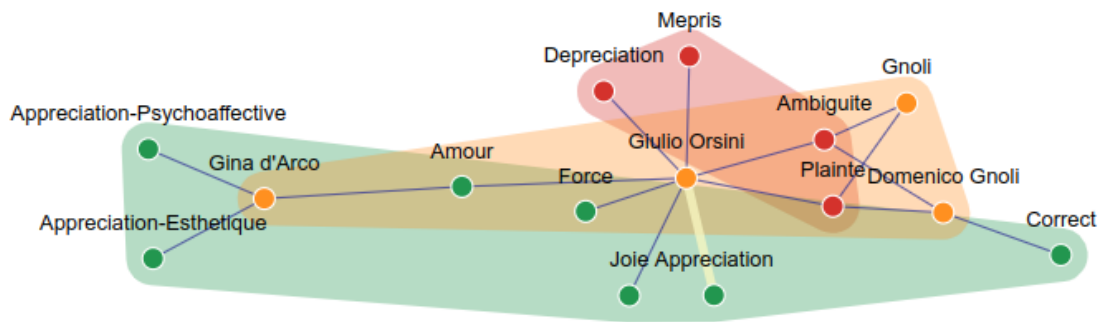 Mepris
Depreciation
Gnoli
Appreciation-Psychoaffective
Ambiguite
Giulio Orsini
Amour
Gina d'Arco
Plainte
Force
Domenico Gnoli
Appreciation-Esthetique
Correct
Joie
Appreciation